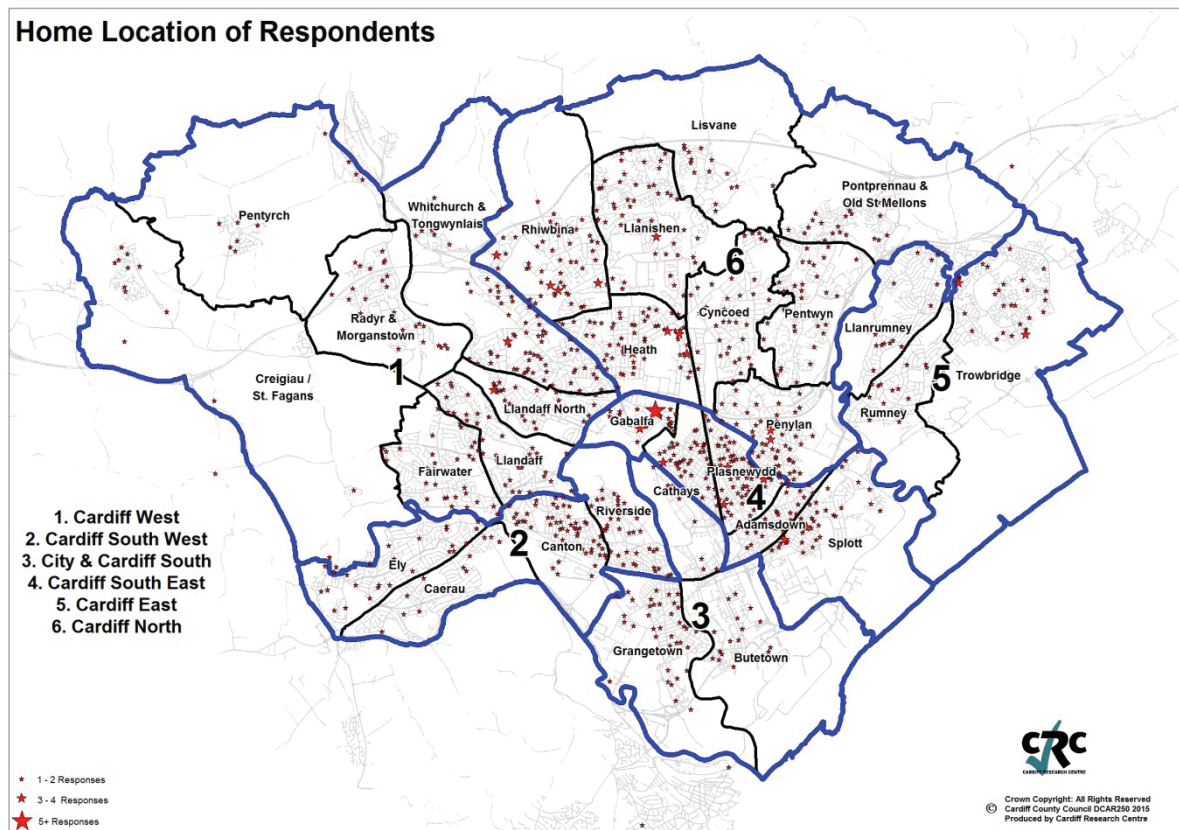 Home Location of Respondents
Lisvane
Pontprennau &
Old St Mellons
Pentyrch
Whitchurch &
Tongwynlais
Rhiwbina
Llanishen
6
Radyr &
Morganstown
Cyncoed
Pentwyn
Llanrumney
Heath
1
5
Trowbridge
Creigiau /
St. Fagans
Llandaff North
Gabalfa
Penylan
Rumney
Fairwater
Llandaff
Plasnewydd
Cathays
4
Riverside
Adamsdown
Splott
2
Canton
Ely
Caerau
3
Grangetown
Butetown
1. Cardiff West
2. Cardiff South West
3. City & Cardiff South
4. Cardiff South East
5. Cardiff East
6. Cardiff North
1 - 2 Responses
3 - 4 Responses
5+ Responses
CRC
CARDIFF RESEARCH CENTRE
© Crown Copyright: All Rights Reserved
Cardiff County Council DCAR250 2015
Produced by Cardiff Research Centre